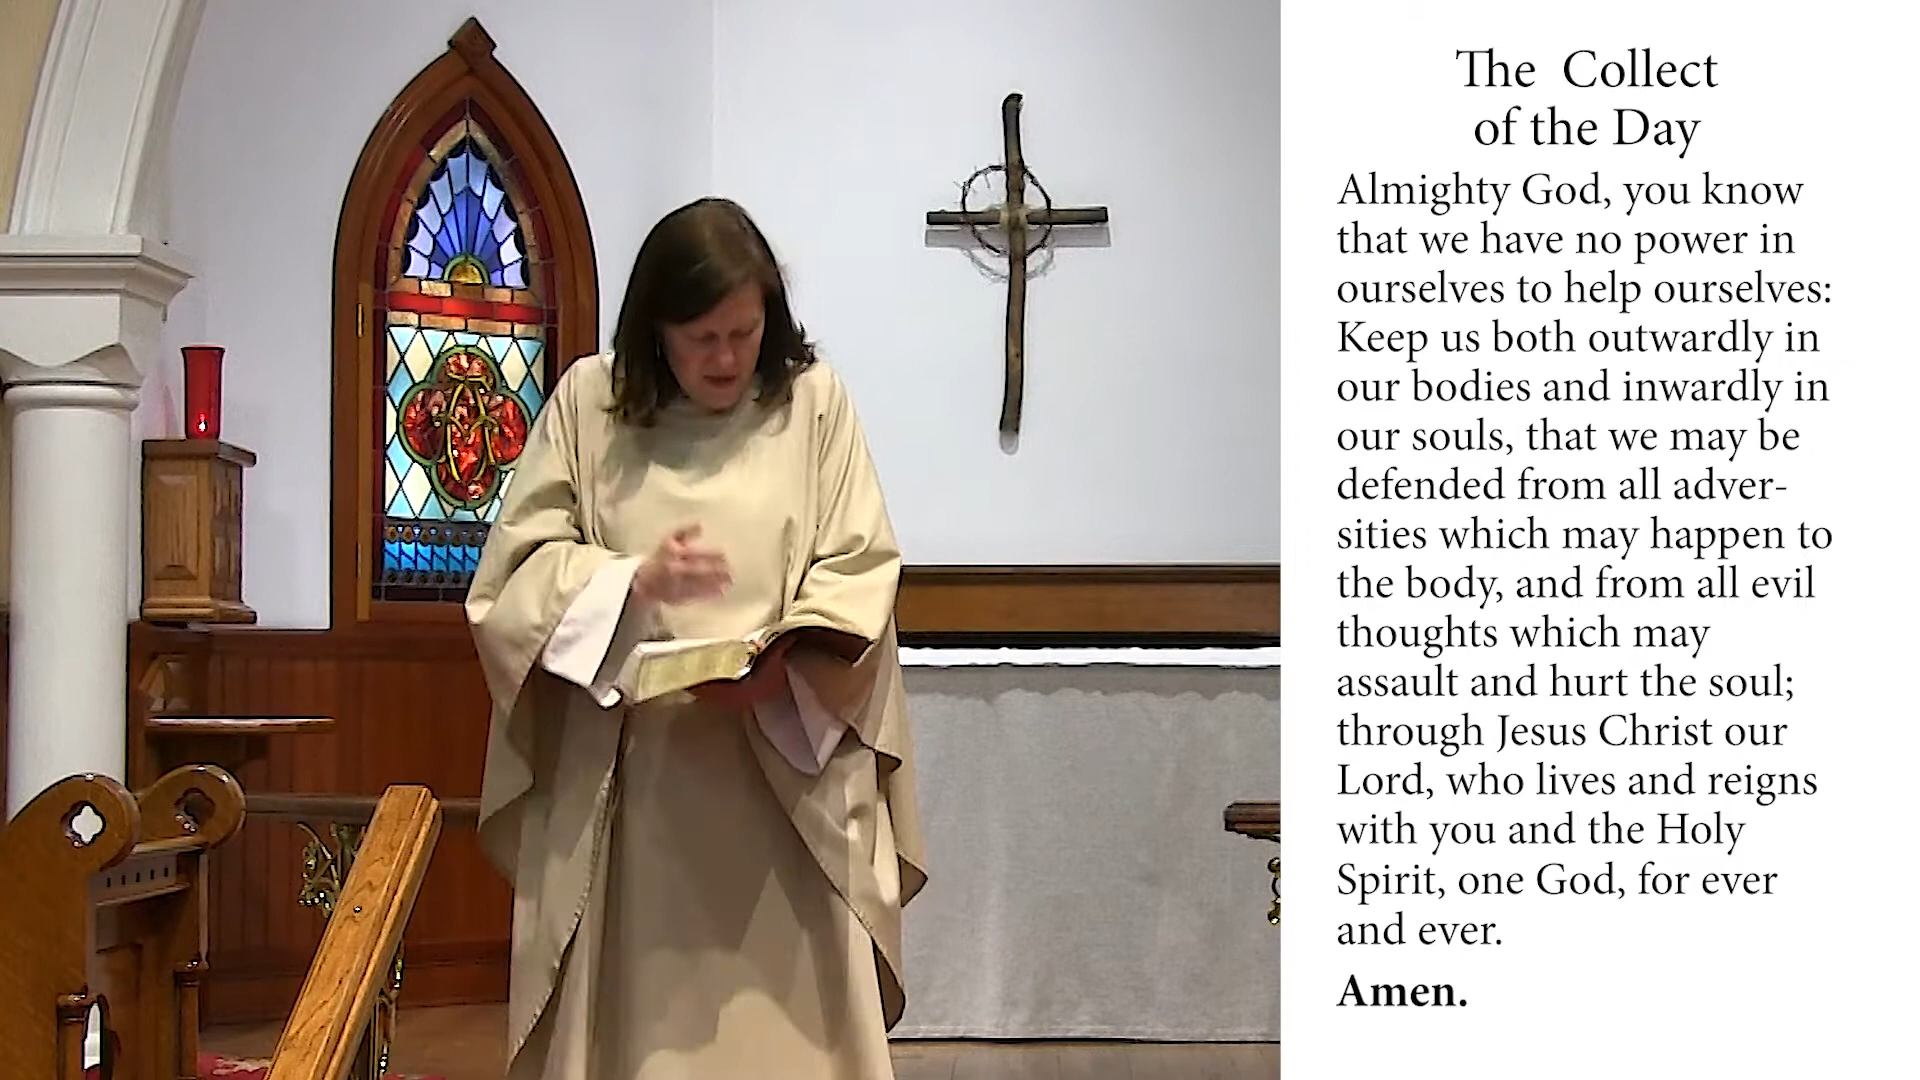 The Collect
of the Day
Almighty God, you know
that we have no power in
ourselves to help ourselves:
Keep us both outwardly in
our bodies and inwardly in
our souls, that we may be
defended from all adver-
sities which may happen to
the body, and from all evil
thoughts which may
assault and hurt the soul;
through Jesus Christ our
Lord, who lives and reigns
with you and the Holy
Spirit, one God, for ever
and ever.
Amen.